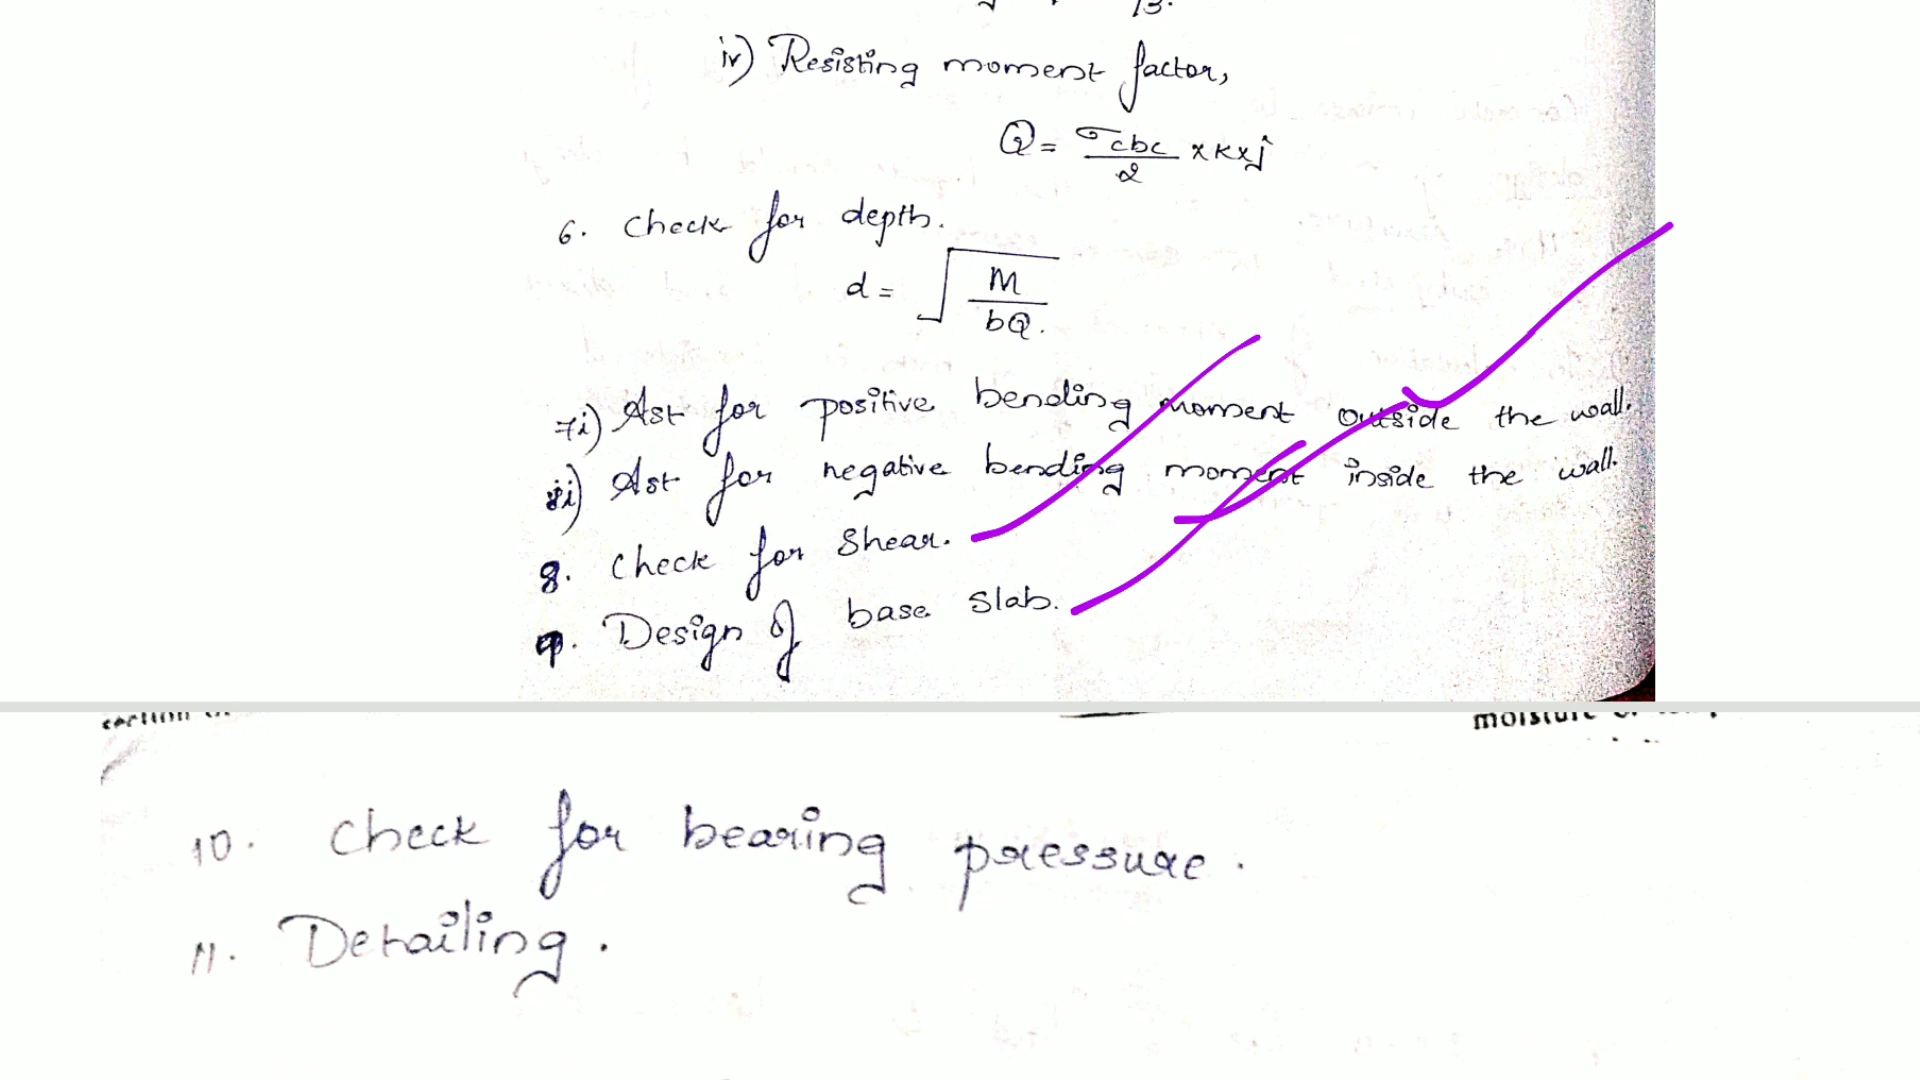 iv) Resisting moment factor,
Q = σcbc/2 x k x j
6. Check for depth.
d = √(M/bQ).
7i) Ast for positive bending moment outside the wall.
ii) Ast for negative bending moment inside the wall.
8. Check for shear.
9. Design of base slab.
10. Check for bearing pressure.
11. Detailing.